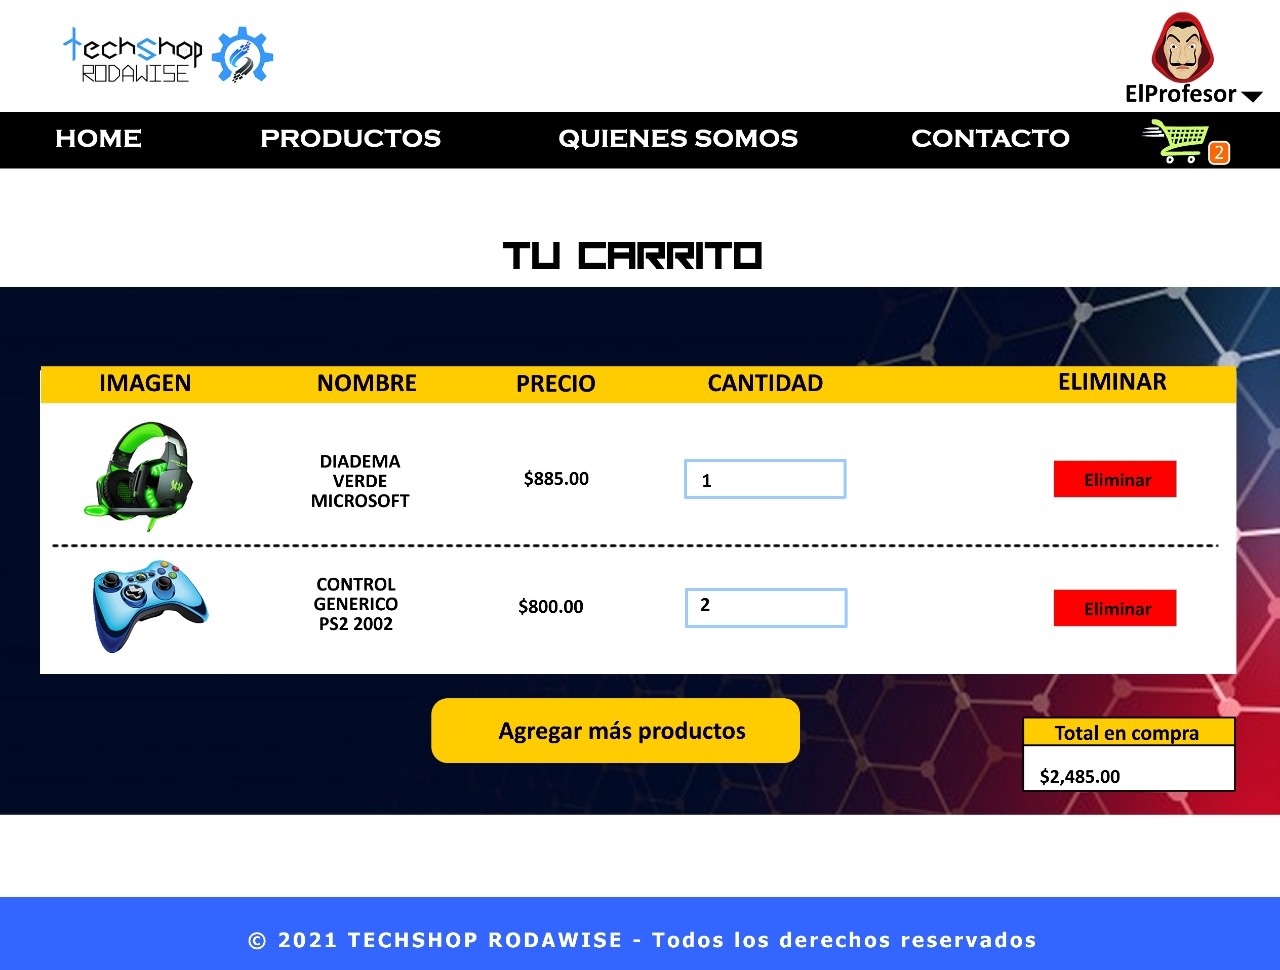 techshop
RODAWISE
ElProfesor
HOME PRODUCTOS QUIENES SOMOS CONTACTO 2
TU CARRITO
IMAGEN NOMBRE PRECIO CANTIDAD ELIMINAR
DIADEMA
VERDE
MICROSOFT
$885.00
1
Eliminar
CONTROL
GENERICO
PS2 2002
$800.00
2
Eliminar
Agregar más productos
Total en compra
$2,485.00
© 2021 TECHSHOP RODAWISE - Todos los derechos reservados